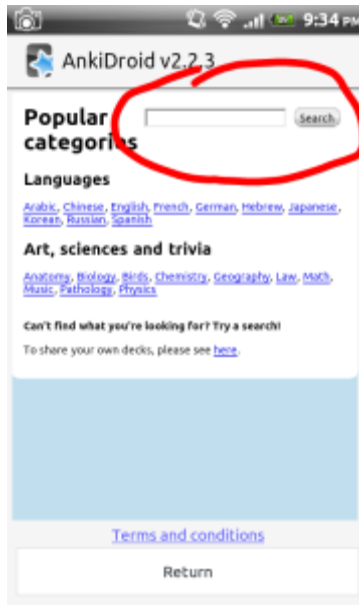 9:34 PM
AnkiDroid v2.2.3
Popular
categories
Search
Languages
Arabic, Chinese, English, French, German, Hebrew, Japanese,
Korean, Russian, Spanish
Art, sciences and trivia
Anatomy, Biology, Birds, Chemistry, Geography, Law, Math,
Music, Pathology, Physics
Can't find what you're looking for? Try a search!
To share your own decks, please see here.
Terms and conditions
Return